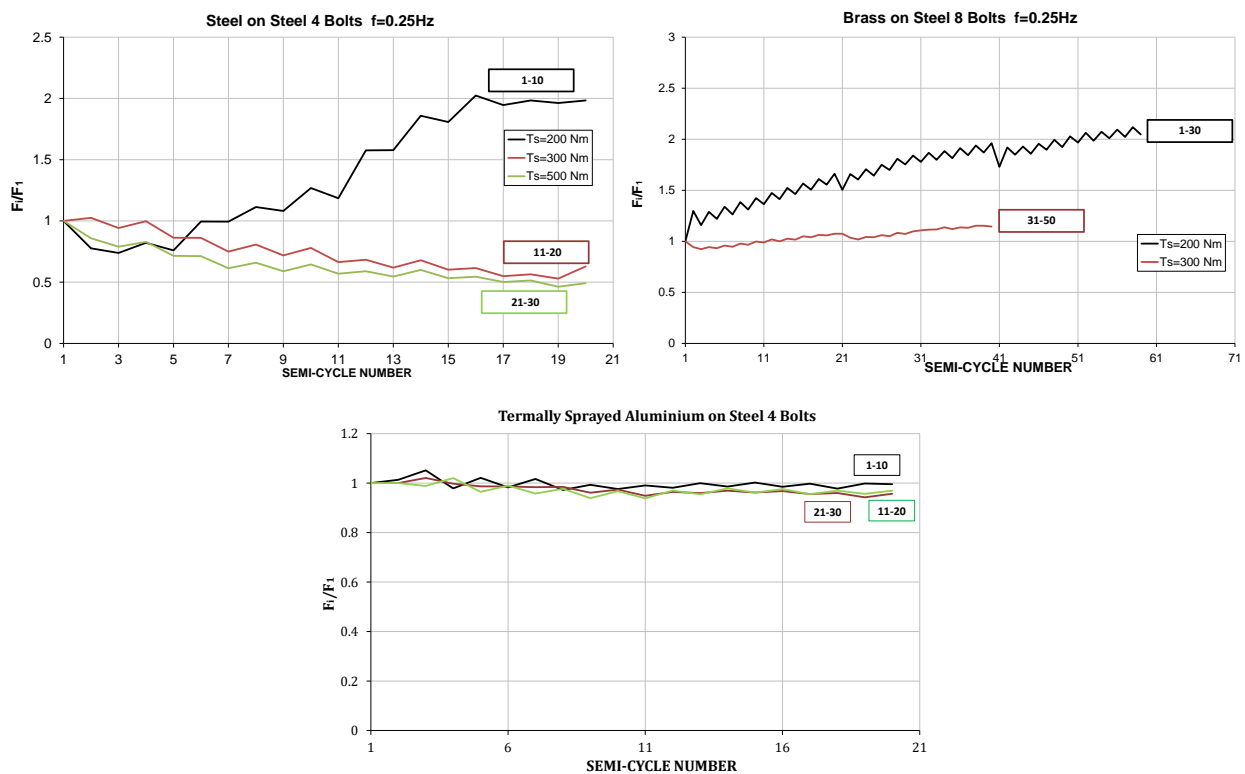 Steel on Steel 4 Bolts f=0.25Hz
2.5
2
1.5
1
0.5
0
Fi/F1
1 3 5 7 9 11 13 15 17 19 21
SEMI-CYCLE NUMBER
1-10
Ts=200 Nm
Ts=300 Nm
Ts=500 Nm
11-20
21-30
Brass on Steel 8 Bolts f=0.25Hz
3
2.5
2
1.5
1
0.5
0
Fi/F1
1 11 21 31 41 51 61 71
SEMI-CYCLE NUMBER
1-30
31-50
Ts=200 Nm
Ts=300 Nm
Termally Sprayed Aluminium on Steel 4 Bolts
1.2
1
0.8
0.6
0.4
0.2
0
Fi/F1
1 6 11 16 21
SEMI-CYCLE NUMBER
1-10
21-30
11-20